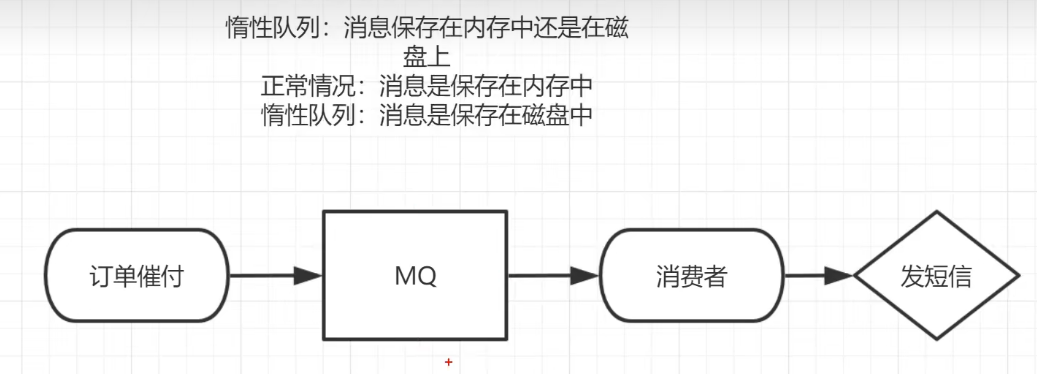 惰性队列：消息保存在内存中还是在磁
盘上
正常情况：消息是保存在内存中
惰性队列：消息是保存在磁盘中
订单催付
MQ
消费者
发短信